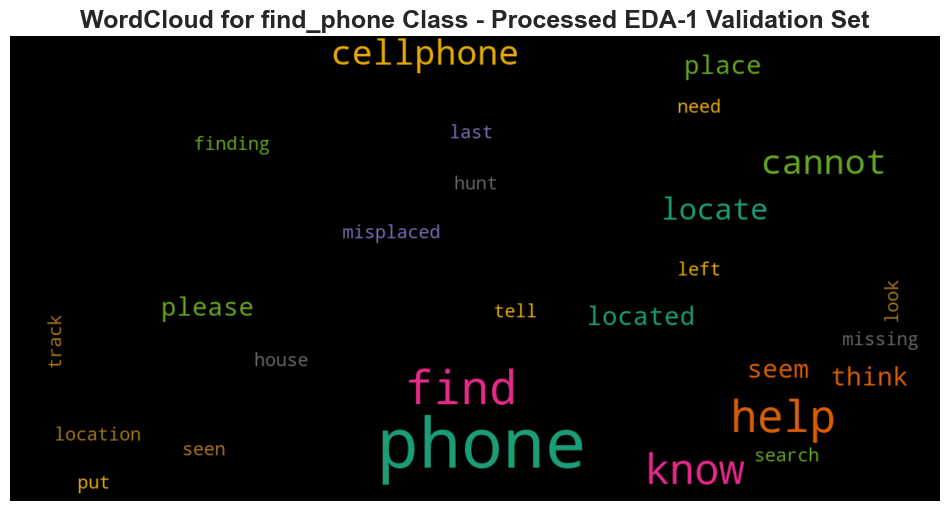 WordCloud for find_phone Class - Processed EDA-1 Validation Set
cellphone
place
need
last
finding
cannot
hunt
locate
misplaced
left
look
please
tell
located
track
missing
house
seem
think
find
help
phone
location
seen
search
know
put